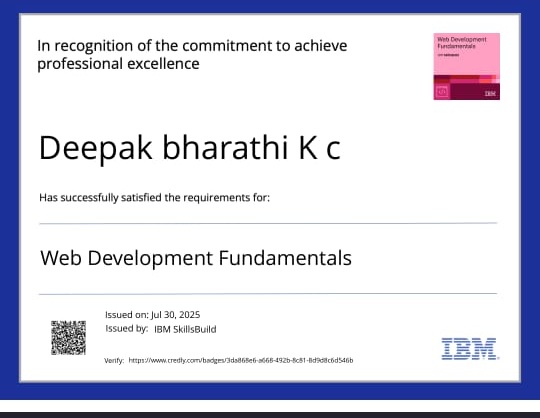 In recognition of the commitment to achieve
professional excellence
Web Development
Fundamentals
IBM
Deepak bharathi K c
Has successfully satisfied the requirements for:
Web Development Fundamentals
Issued on: Jul 30, 2025
Issued by: IBM SkillsBuild
Verify: https://www.credly.com/badges/3da868e6-a668-492b-8c81-8d9d8c6d546b
IBM